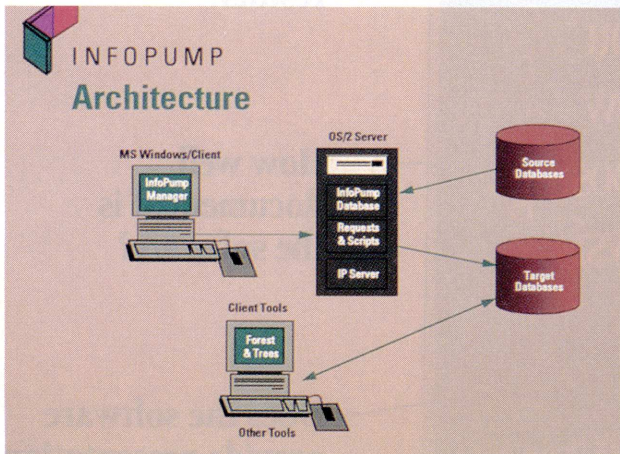 INFOPUMP
Architecture
MS Windows/Client
InfoPump
Manager
OS/2 Server
InfoPump
Database
Requests
& Scripts
IP Server
Source
Databases
Target
Databases
Client Tools
Forest
& Trees
Other Tools